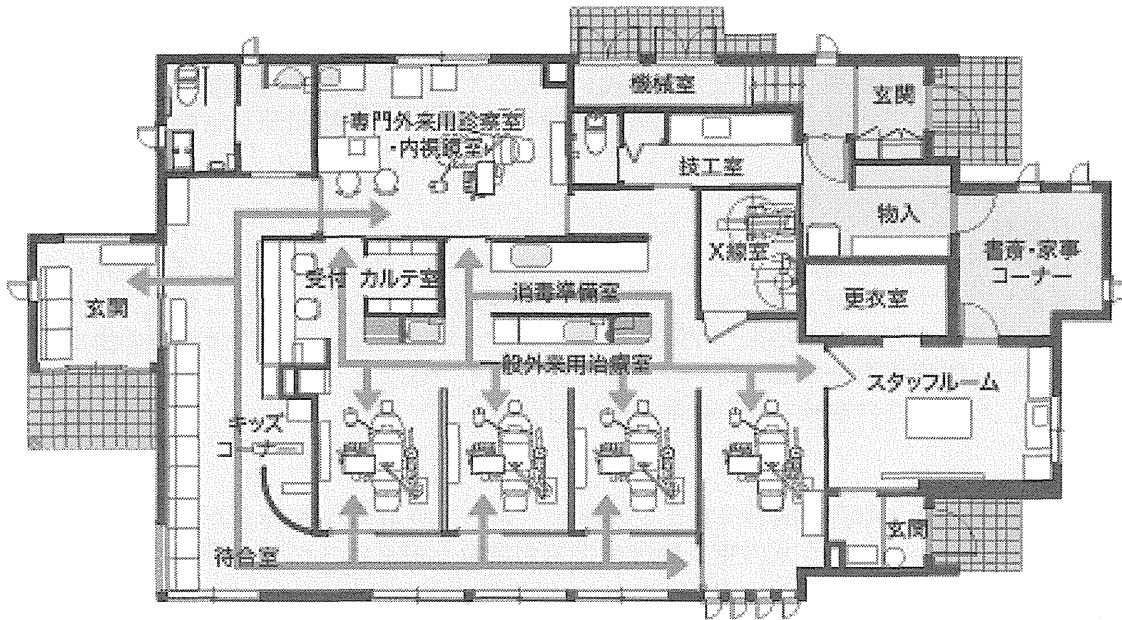 機械室
玄関
専門外来用診察室
・内視鏡室
技工室
物入
X線室
書斎・家事
コーナー
受付 カルテ室
消毒準備室
更衣室
玄関
一般外来用治療室
スタッフルーム
キッズ
コーナー
玄関
待合室